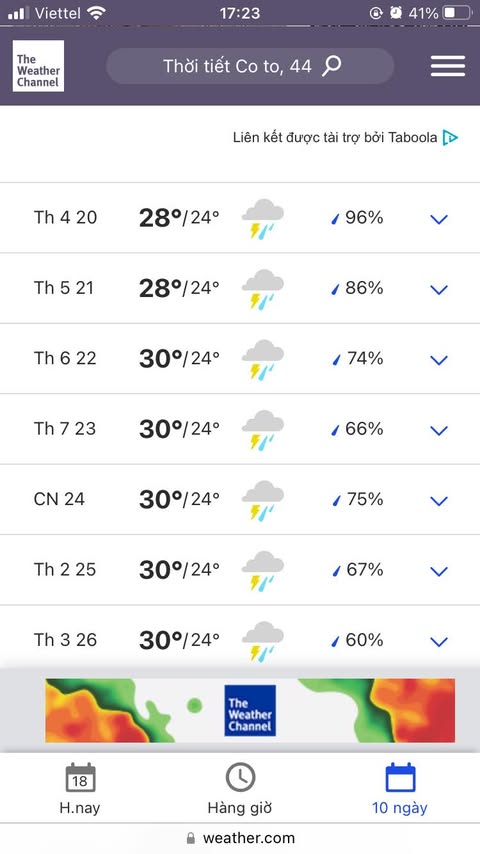 Viettel 17:23 41%
The
Weather
Channel
Thời tiết Co to, 44
Liên kết được tài trợ bởi Taboola
Th 4 20 28°/24° 96%
Th 5 21 28°/24° 86%
Th 6 22 30°/24° 74%
Th 7 23 30°/24° 66%
CN 24 30°/24° 75%
Th 2 25 30°/24° 67%
Th 3 26 30°/24° 60%
The
Weather
Channel
18
H.nay Hàng giờ 10 ngày
weather.com